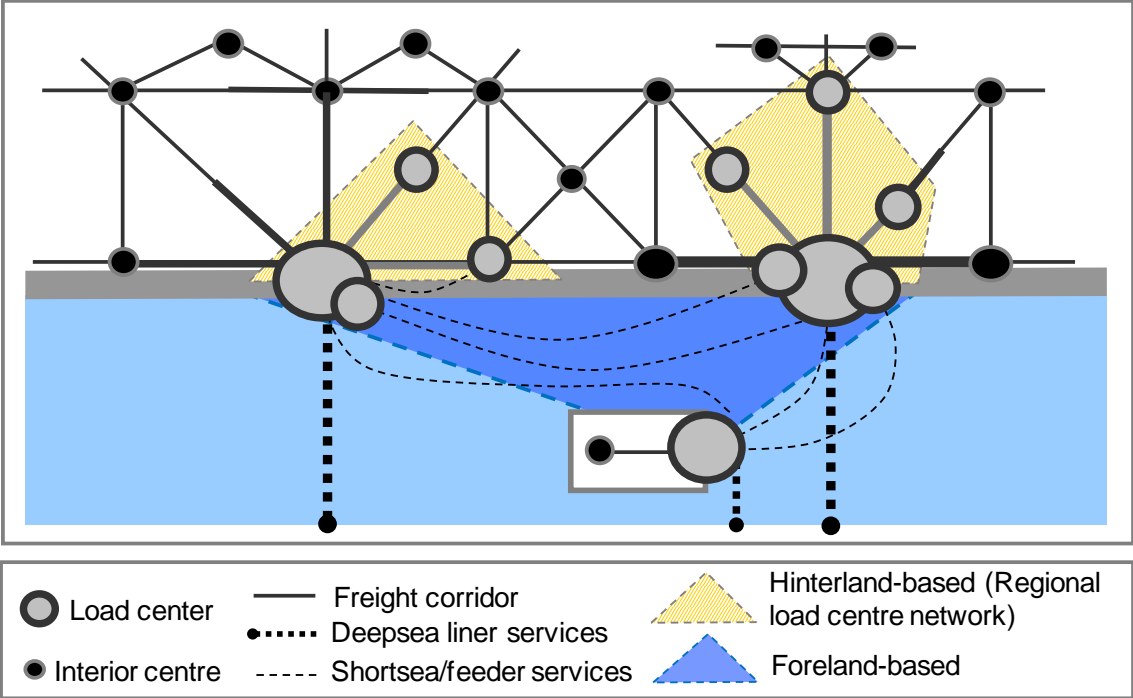 Load center
Interior centre
Freight corridor
Deepsea liner services
Shortsea/feeder services
Hinterland-based (Regional
load centre network)
Foreland-based